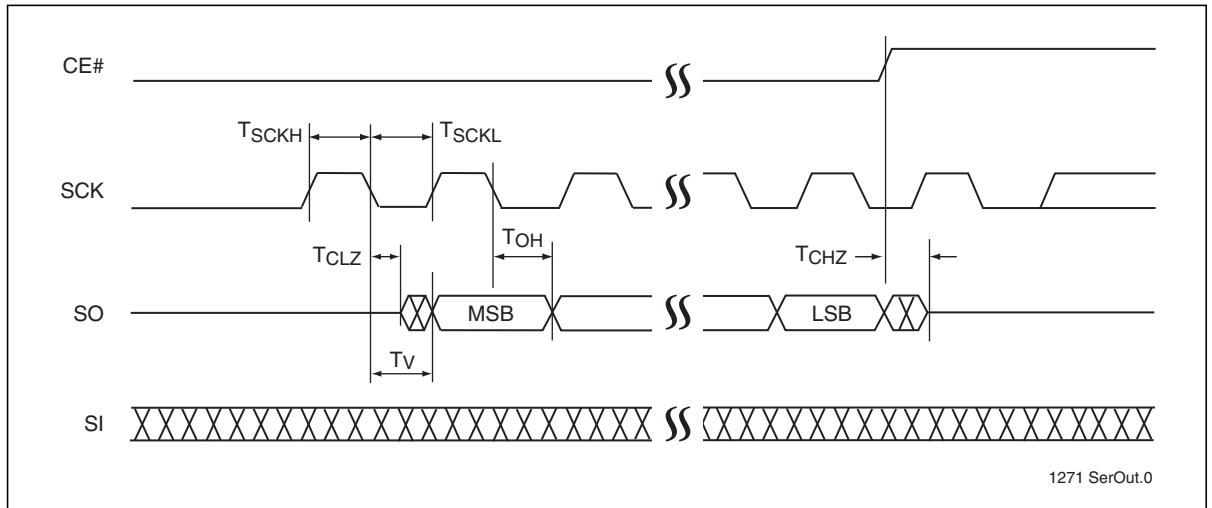 CE#
TSCKH
TSCKL
SCK
TOH
TCLZ
TCHZ
SO
MSB
LSB
TV
SI
1271 SerOut.0